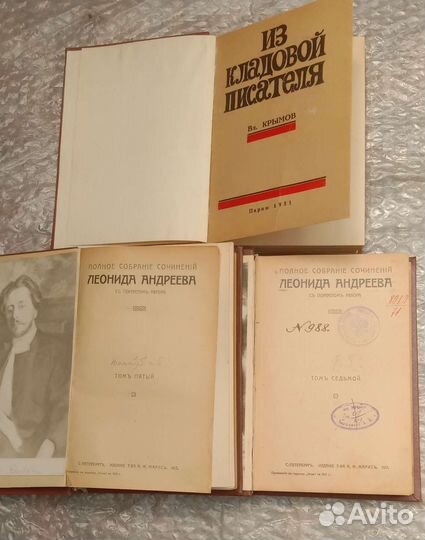 ИЗ
КЛАДОВОЙ
ПИСАТЕЛЯ
Вл. КРЫМОВ
Париж 1951
ПОЛНОЕ СОБРАНІЕ СОЧИНЕНІЙ
ЛЕОНИДА АНДРЕЕВА
СЪ ПОРТРЕТОМЪ АВТОРА
ТОМЪ ПЯТЫЙ
С.-ПЕТЕРБУРГЪ. ИЗДАНІЕ Т-ВА А. Ф. МАРКСЪ. 1913.
ПОЛНОЕ СОБРАНІЕ СОЧИНЕНІЙ
ЛЕОНИДА АНДРЕЕВА
СЪ ПОРТРЕТОМЪ АВТОРА
№ 988.
ТОМЪ СЕДЬМОЙ
С.-ПЕТЕРБУРГЪ. ИЗДАНІЕ Т-ВА А. Ф. МАРКСЪ. 1913.
Avito